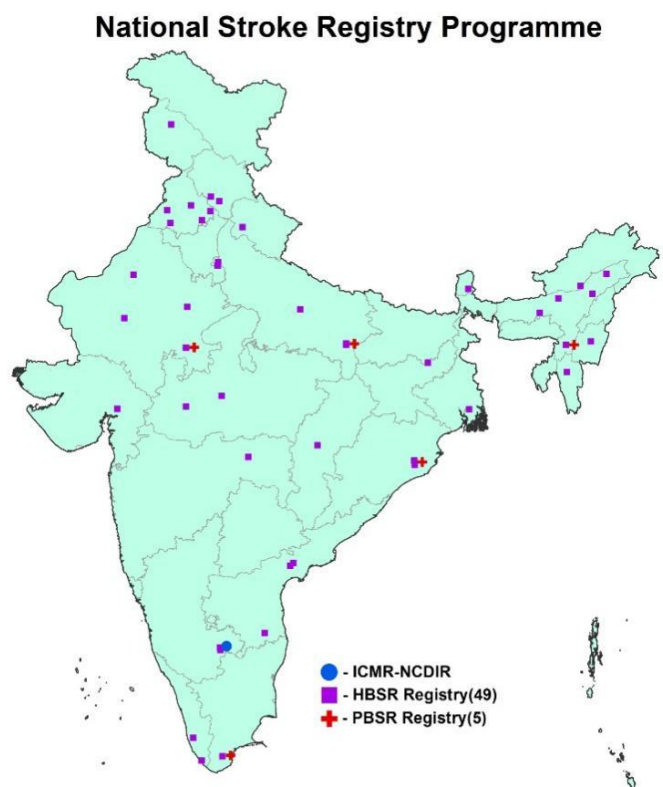 National Stroke Registry Programme
- ICMR-NCDIR
- HBSR Registry(49)
- PBSR Registry(5)